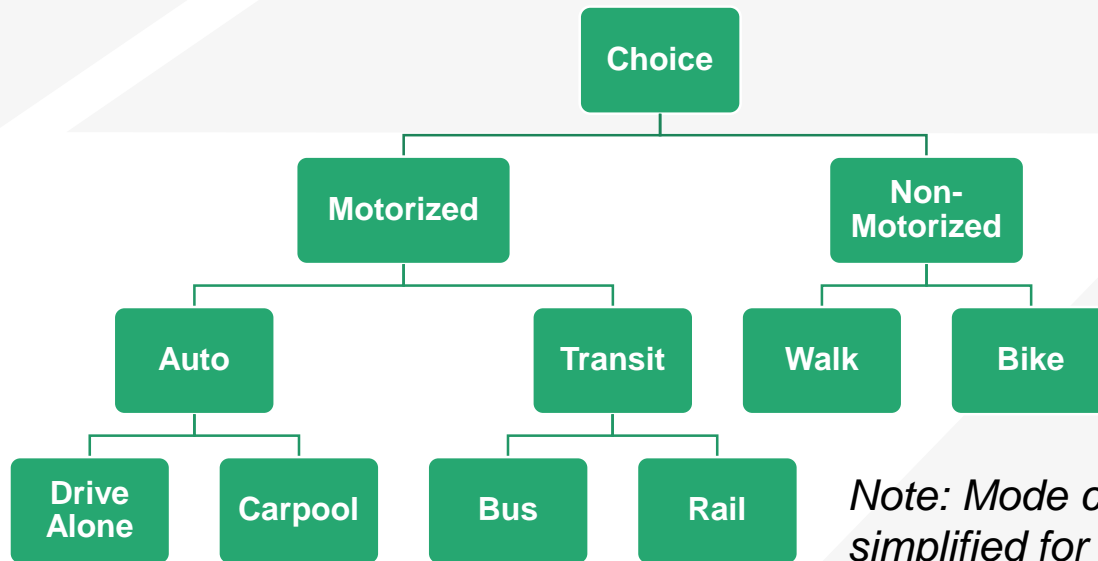 Choice
Motorized
Non-
Motorized
Auto
Transit
Walk
Bike
Drive
Alone
Carpool
Bus
Rail
Note: Mode
simplified for